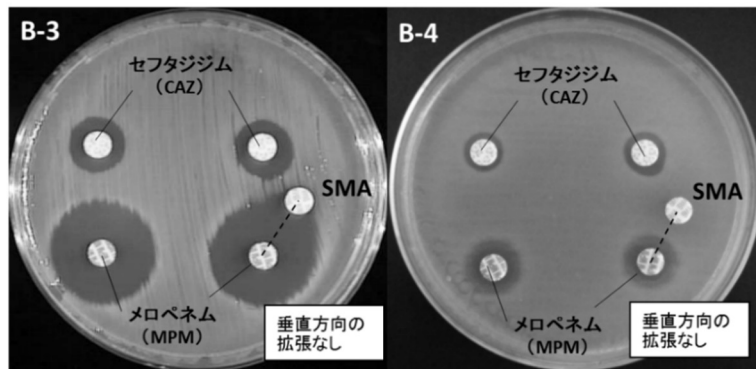 B-3
セフタジジム
（CAZ）
SMA
メロペネム
（MPM）
垂直方向の
拡張なし
B-4
セフタジジム
（CAZ）
SMA
メロペネム
（MPM）
垂直方向の
拡張なし